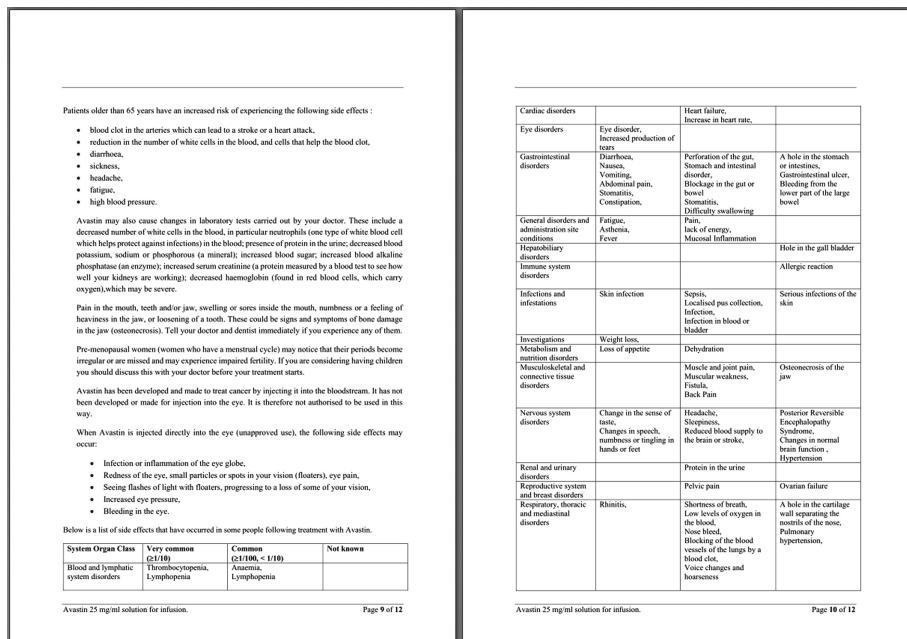 Patients older than 65 years have an increased risk of experiencing the following side effects :
• blood clot in the arteries which can lead to a stroke or a heart attack,
• reduction in the number of white cells in the blood, and cells that help the blood clot,
• diarrhoea,
• sickness,
• headache,
• fatigue,
• high blood pressure.
Avastin may also cause changes in laboratory tests carried out by your doctor. These include a
decreased number of white cells in the blood, in particular neutrophils (one type of white blood cell
which helps protect against infections) in the blood; presence of protein in the urine; decreased blood
potassium, sodium or phosphorous (a mineral); increased blood sugar; increased blood alkaline
phosphatase (an enzyme); increased serum creatinine (a protein measured by a blood test to see how
well your kidneys are working); decreased haemoglobin (found in red blood cells, which carry
oxygen),which may be severe.
Pain in the mouth, teeth and/or jaw, swelling or sores inside the mouth, numbness or a feeling of
heaviness in the jaw, or loosening of a tooth. These could be signs and symptoms of bone damage
in the jaw (osteonecrosis). Tell your doctor and dentist immediately if you experience any of them.
Pre-menopausal women (women who have a menstrual cycle) may notice that their periods become
irregular or are missed and may experience impaired fertility. If you are considering having children
you should discuss this with your doctor before your treatment starts.
Avastin has been developed and made to treat cancer by injecting it into the bloodstream. It has not
been developed or made for injection into the eye. It is therefore not authorised to be used in this
way.
When Avastin is injected directly into the eye (unapproved use), the following side effects may
occur:
• Infection or inflammation of the eye globe,
• Redness of the eye, small particles or spots in your vision (floaters), eye pain,
• Seeing flashes of light with floaters, progressing to a loss of some of your vision,
• Increased eye pressure,
• Bleeding in the eye.
Below is a list of side effects that have occurred in some people following treatment with Avastin.
System Organ Class Very common Common Not known
(≥1/10) (≥1/100, < 1/10)
Blood and lymphatic Thrombocytopenia, Anaemia,
system disorders Lymphopenia Lymphopenia
Avastin 25 mg/ml solution for infusion. Page 9 of 12
Cardiac disorders Heart failure,
Increase in heart rate,
Eye disorders Eye disorder,
Increased production of
tears
Gastrointestinal Diarrhoea, Perforation of the gut, A hole in the stomach
disorders Nausea, Stomach and intestinal or intestines,
Vomiting, disorder, Gastrointestinal ulcer,
Abdominal pain, Blockage in the gut or Bleeding from the
Stomatitis, bowel lower part of the large
Constipation, Stomatitis, bowel
Difficulty swallowing
General disorders and Fatigue, Pain,
administration site Asthenia, lack of energy,
conditions Fever Mucosal Inflammation
Hepatobiliary Hole in the gall bladder
disorders
Immune system Allergic reaction
disorders
Infections and Skin infection Sepsis, Serious infections of the
infestations Localised pus collection, skin
Infection,
Infection in blood or
bladder
Investigations Weight loss,
Metabolism and Loss of appetite Dehydration
nutrition disorders
Musculoskeletal and Muscle and joint pain, Osteonecrosis of the
connective tissue Muscular weakness, jaw
disorders Fistula,
Back Pain
Nervous system Change in the sense of Headache, Posterior Reversible
disorders taste, Sleepiness, Encephalopathy
Changes in speech, Reduced blood supply to Syndrome,
numbness or tingling in the brain or stroke, Changes in normal
hands or feet brain function ,
Hypertension
Renal and urinary Protein in the urine
disorders
Reproductive system Pelvic pain Ovarian failure
and breast disorders
Respiratory, thoracic Rhinitis, Shortness of breath, A hole in the cartilage
and mediastinal Low levels of oxygen in wall separating the
disorders the blood, nostrils of the nose,
Nose bleed, Pulmonary
Blocking of the blood hypertension,
vessels of the lungs by a
blood clot,
Voice changes and
hoarseness
Avastin 25 mg/ml solution for infusion. Page 10 of 12